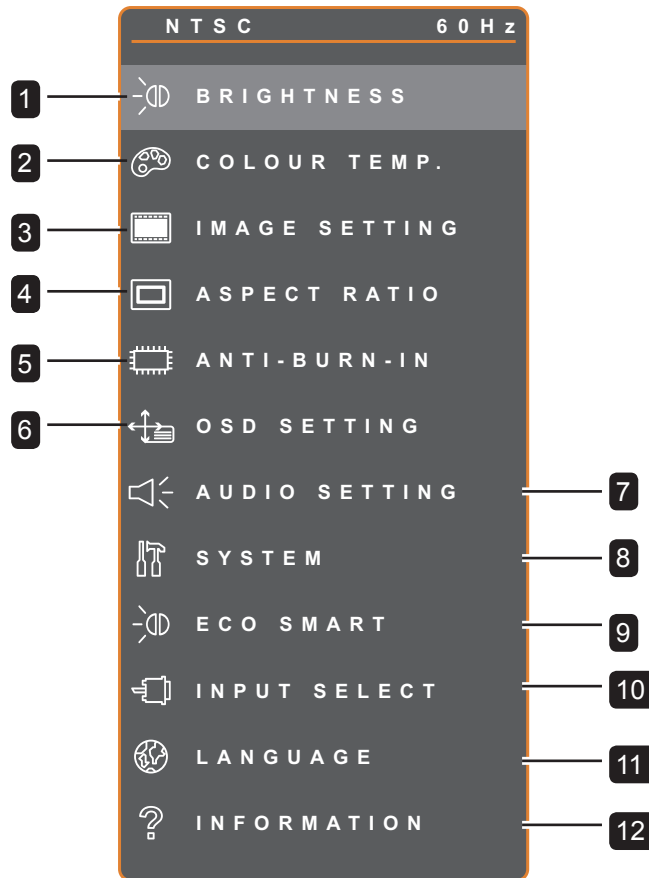 NTSC 60Hz
1 BRIGHTNESS
2 COLOUR TEMP.
3 IMAGE SETTING
4 ASPECT RATIO
5 ANTI-BURN-IN
6 OSD SETTING
AUDIO SETTING 7
SYSTEM 8
ECO SMART 9
INPUT SELECT 10
LANGUAGE 11
INFORMATION 12